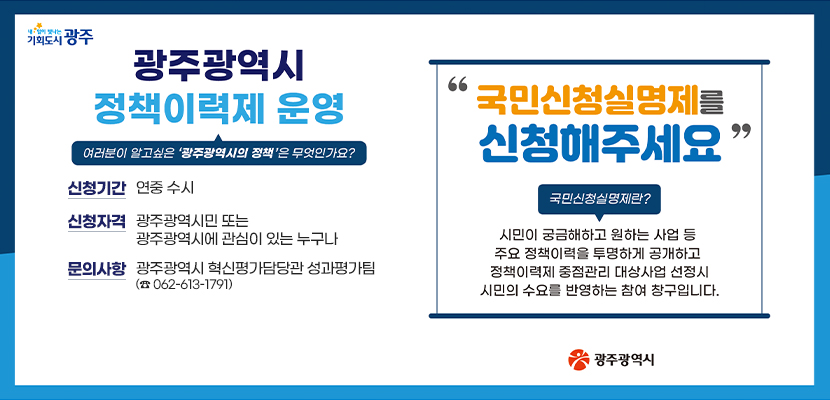 내☆일이 빛나는
기회도시 광주
광주광역시
정책이력제 운영
여러분이 알고싶은 '광주광역시의 정책'은 무엇인가요?
신청기간 연중 수시
신청자격 광주광역시민 또는
광주광역시에 관심이 있는 누구나
문의사항 광주광역시 혁신평가담당관 성과평가팀
(☎ 062-613-1791)
“국민신청실명제를
신청해주세요”
국민신청실명제란?
시민이 궁금해하고 원하는 사업 등
주요 정책이력을 투명하게 공개하고
정책이력제 중점관리 대상사업 선정시
시민의 수요를 반영하는 참여 창구입니다.
광주광역시